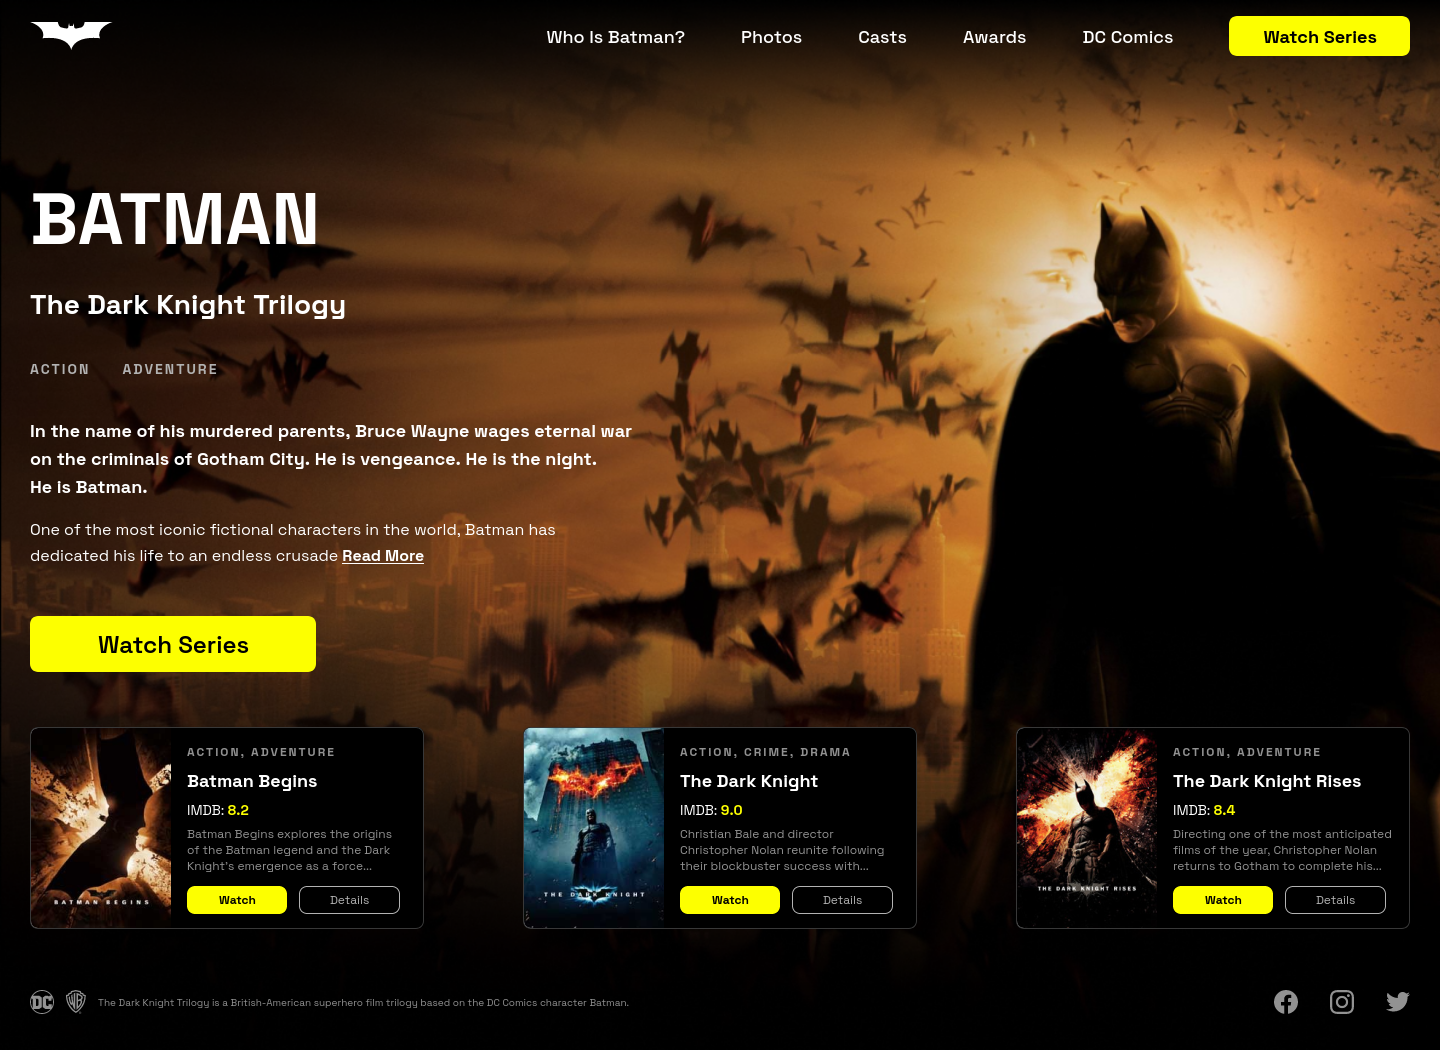 Who Is Batman?
Photos
Casts
Awards
DC Comics
Watch Series
BATMAN
The Dark Knight Trilogy
ACTION
ADVENTURE
In the name of his murdered parents, Bruce Wayne wages eternal war
on the criminals of Gotham City. He is vengeance. He is the night.
He is Batman.
One of the most iconic fictional characters in the world, Batman has
dedicated his life to an endless crusade Read More
Watch Series
BATMAN BEGINS
ACTION, ADVENTURE
Batman Begins
IMDB: 8.2
Batman Begins explores the origins
of the Batman legend and the Dark
Knight's emergence as a force...
Watch
Details
THE DARK KNIGHT
ACTION, CRIME, DRAMA
The Dark Knight
IMDB: 9.0
Christian Bale and director
Christopher Nolan reunite following
their blockbuster success with...
Watch
Details
THE DARK KNIGHT RISES
ACTION, ADVENTURE
The Dark Knight Rises
IMDB: 8.4
Directing one of the most anticipated
films of the year, Christopher Nolan
returns to Gotham to complete his...
Watch
Details
DC
WB
The Dark Knight Trilogy is a British-American superhero film trilogy based on the DC Comics character Batman.